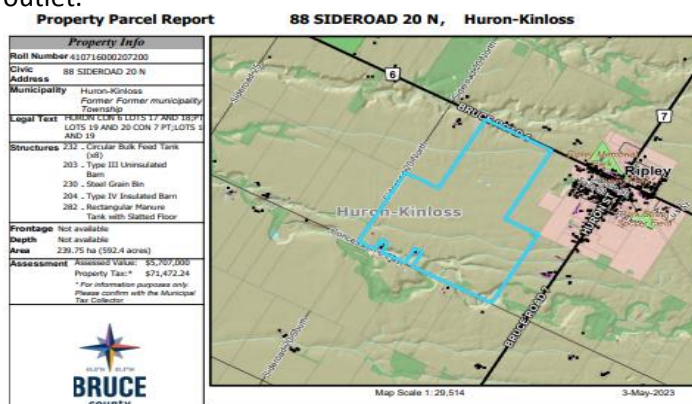 outlet.
Property Parcel Report
88 SIDEROAD 20 N, Huron-Kinloss
Property Info
Roll Number 410716000207200
Civic Address 88 SIDEROAD 20 N
Municipality Huron-Kinloss
Former Former municipality
Township
Legal Text HURON CON 6 LOTS 17 AND 18;PT
LOTS 19 AND 20 CON 7 PT;LOTS 1
AND 19
Structures 232 - Circular Bulk Feed Tank
(x8)
203 - Type III Uninsulated
Barn
230 - Steel Grain Bin
204 - Type IV Insulated Barn
282 - Rectangular Manure
Tank with Slatted Floor
Frontage Not available
Depth Not available
Area 239.75 ha (592.4 acres)
Assessment Assessed Value: $5,707,000
Property Tax:* $71,472.24
* For information purposes only.
Please confirm with the Municipal
Tax Collector
BRUCE
county
6
7
BRUCE ROAD 6
Ripley
HURON ST
Huron-Kinloss
BRUCE ROAD 7
Map Scale 1: 29,514
3-May-2023